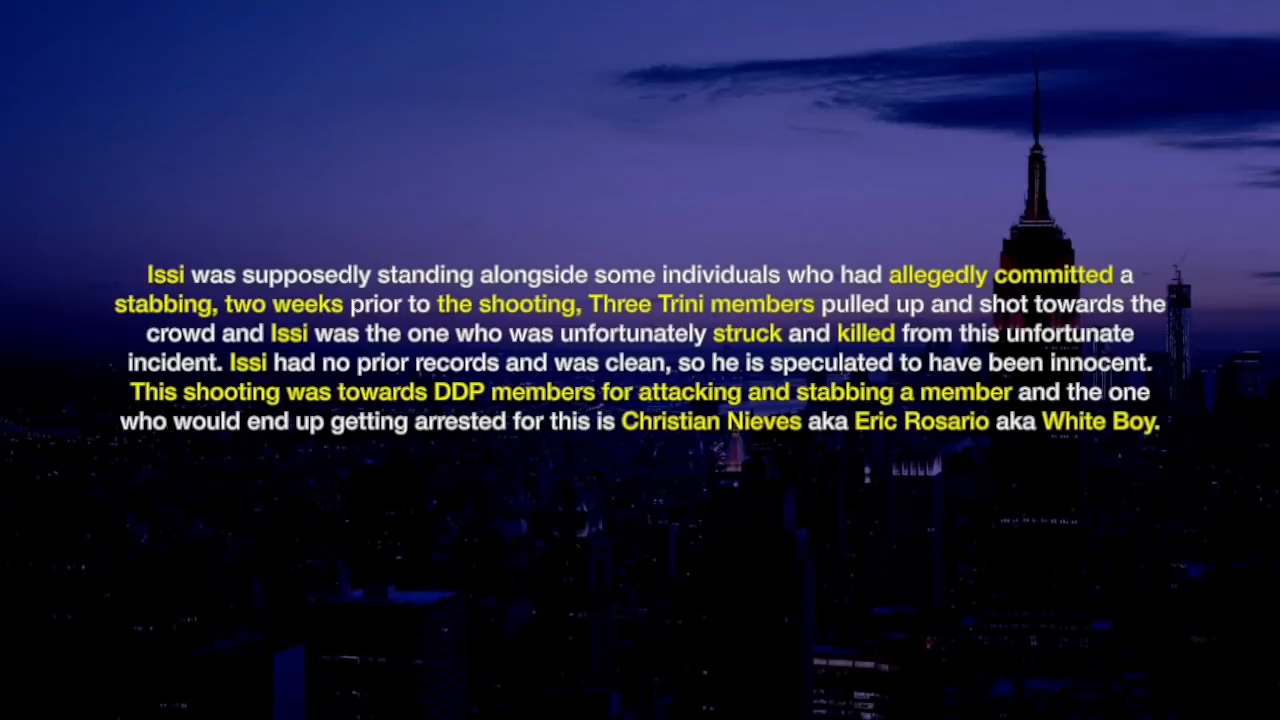 Issi was supposedly standing alongside some individuals who had allegedly committed a
stabbing, two weeks prior to the shooting, Three Trini members pulled up and shot towards the
crowd and Issi was the one who was unfortunately struck and killed from this unfortunate
incident. Issi had no prior records and was clean, so he is speculated to have been innocent.
This shooting was towards DDP members for attacking and stabbing a member and the one
who would end up getting arrested for this is Christian Nieves aka Eric Rosario aka White Boy.